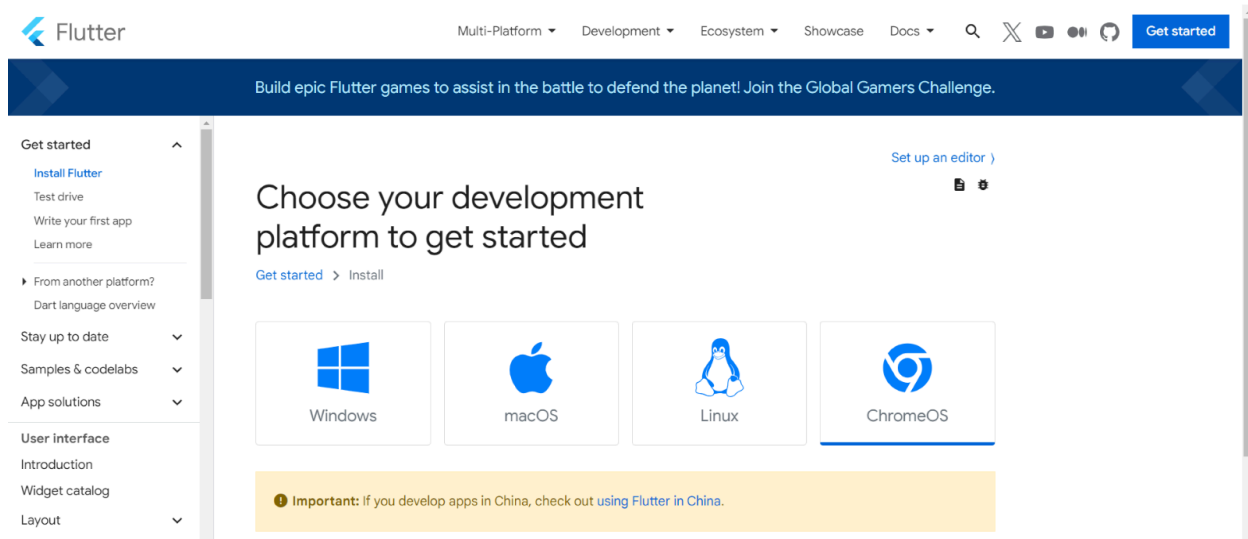 Flutter
Multi-Platform
Development
Ecosystem
Showcase
Docs
Get started
Build epic Flutter games to assist in the battle to defend the planet! Join the Global Gamers Challenge.
Get started
Install Flutter
Test drive
Write your first app
Learn more
From another platform?
Dart language overview
Stay up to date
Samples & codelabs
App solutions
User interface
Introduction
Widget catalog
Layout
Set up an editor
Choose your development
platform to get started
Get started > Install
Windows
macOS
Linux
ChromeOS
Important: If you develop apps in China, check out using Flutter in China.